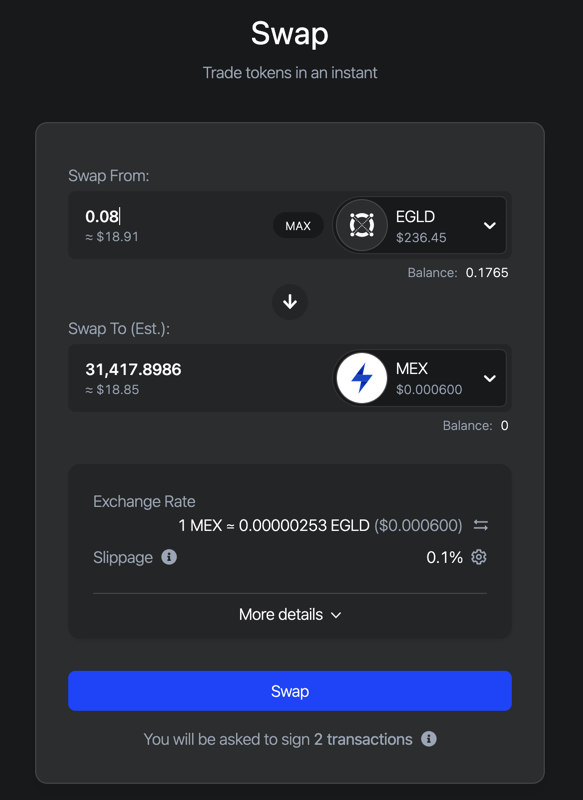 Swap
Trade tokens in an instant
Swap From:
0.08
≈ $18.91
MAX
EGLD
$236.45
Balance: 0.1765
Swap To (Est.):
31,417.8986
≈ $18.85
MEX
$0.000600
Balance: 0
Exchange Rate
1 MEX ≃ 0.00000253 EGLD ($0.000600)
Slippage 0.1%
More details
Swap
You will be asked to sign 2 transactions